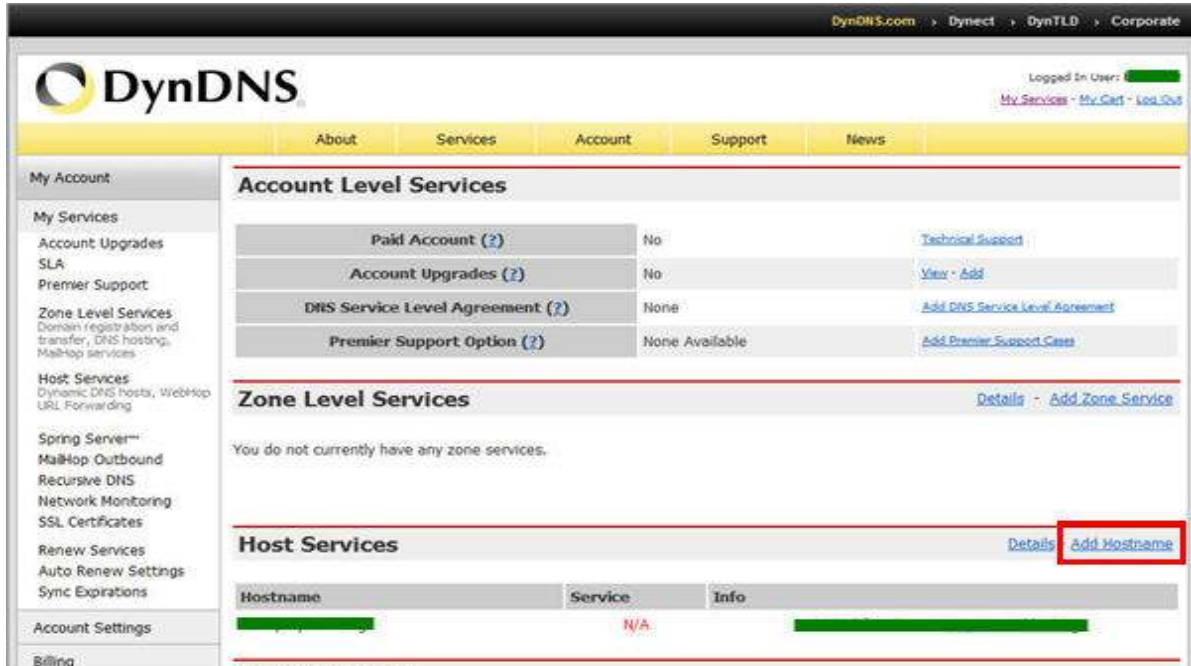 DynDNS.com › Dynect › DynTLD › Corporate
DynDNS
Logged In User:
My Services - My Cart - Log Out
About Services Account Support News
My Account
My Services
Account Upgrades
SLA
Premier Support
Zone Level Services
Domain registration and
transfer, DNS hosting,
MailHop services
Host Services
Dynamic DNS hosts, WebHop
URL Forwarding
Spring Server℠
MailHop Outbound
Recursive DNS
Network Monitoring
SSL Certificates
Renew Services
Auto Renew Settings
Sync Expirations
Account Settings
Billing
Account Level Services
Paid Account (?) No Technical Support
Account Upgrades (?) No View - Add
DNS Service Level Agreement (?) None Add DNS Service Level Agreement
Premier Support Option (?) None Available Add Premier Support Cases
Zone Level Services Details - Add Zone Service
You do not currently have any zone services.
Host Services Details - Add Hostname
Hostname Service Info
N/A